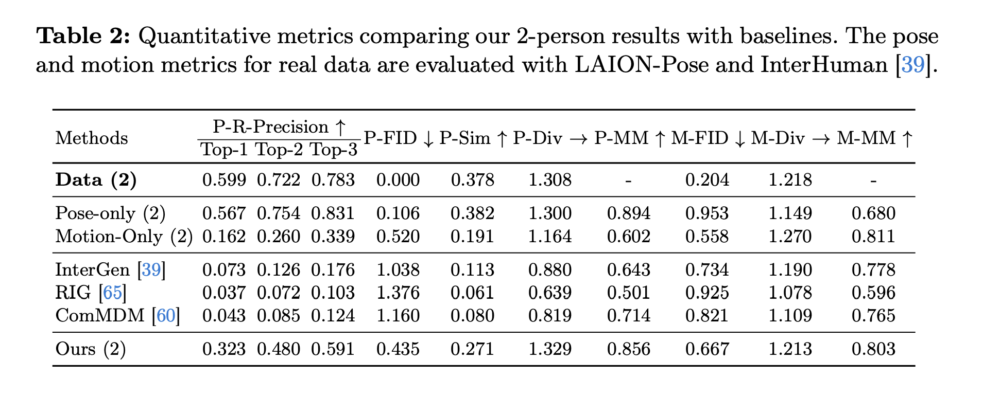 Table 2: Quantitative metrics comparing our 2-person results with baselines. The pose
and motion metrics for real data are evaluated with LAION-Pose and InterHuman [39].
Methods P-R-Precision ↑ P-FID ↓ P-Sim ↑ P-Div → P-MM ↑ M-FID ↓ M-Div → M-MM ↑
Top-1 Top-2 Top-3
Data (2) 0.599 0.722 0.783 0.000 0.378 1.308 - 0.204 1.218 -
Pose-only (2) 0.567 0.754 0.831 0.106 0.382 1.300 0.894 0.953 1.149 0.680
Motion-Only (2) 0.162 0.260 0.339 0.520 0.191 1.164 0.602 0.558 1.270 0.811
InterGen [39] 0.073 0.126 0.176 1.038 0.113 0.880 0.643 0.734 1.190 0.778
RIG [65] 0.037 0.072 0.103 1.376 0.061 0.639 0.501 0.925 1.078 0.596
ComMDM [60] 0.043 0.085 0.124 1.160 0.080 0.819 0.714 0.821 1.109 0.765
Ours (2) 0.323 0.480 0.591 0.435 0.271 1.329 0.856 0.667 1.213 0.803